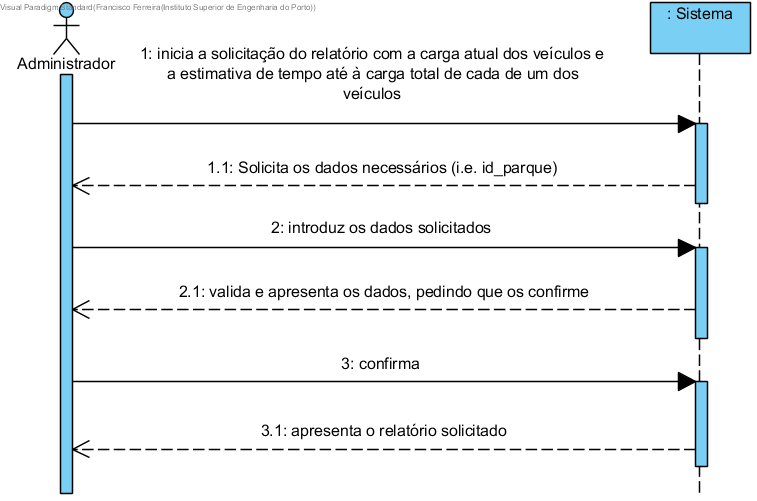 Visual Paradigm Standard(Francisco Ferreira(Instituto Superior de Engenharia do Porto))
: Sistema
Administrador
1: inicia a solicitação do relatório com a carga atual dos veículos e
a estimativa de tempo até à carga total de cada de um dos
veículos
1.1: Solicita os dados necessários (i.e. id_parque)
2: introduz os dados solicitados
2.1: valida e apresenta os dados, pedindo que os confirme
3: confirma
3.1: apresenta o relatório solicitado